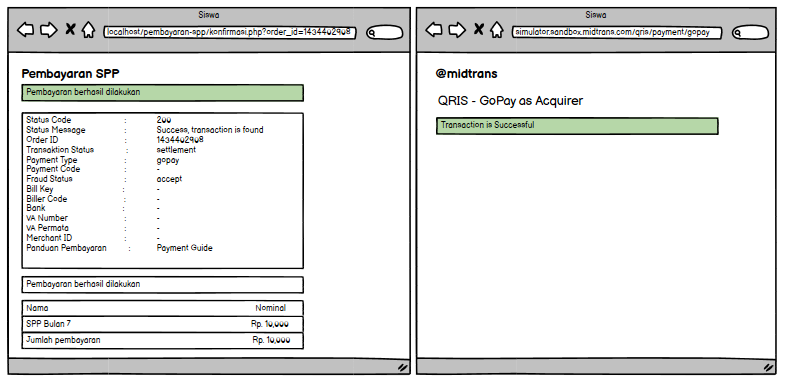 Siswa
localhost/pembayaran-spp/konfirmasi.php?order_id=1434402908
Pembayaran SPP
Pembayaran berhasil dilakukan
Status Code : 200
Status Message : Success, transaction is found
Order ID : 1434402908
Transaktion Status : settlement
Payment Type : gopay
Payment Code : -
Fraud Status : accept
Bill Key : -
Biller Code : -
Bank : -
VA Number : -
VA Permata : -
Merchant ID : -
Panduan Pembayaran : Payment Guide
Pembayaran berhasil dilakukan
Nama Nominal
SPP Bulan 7 Rp. 10,000
Jumlah pembayaran Rp. 10,000
Siswa
simulator.sandbox.midtrans.com/qris/payment/gopay
@midtrans
QRIS - GoPay as Acquirer
Transaction is Successful